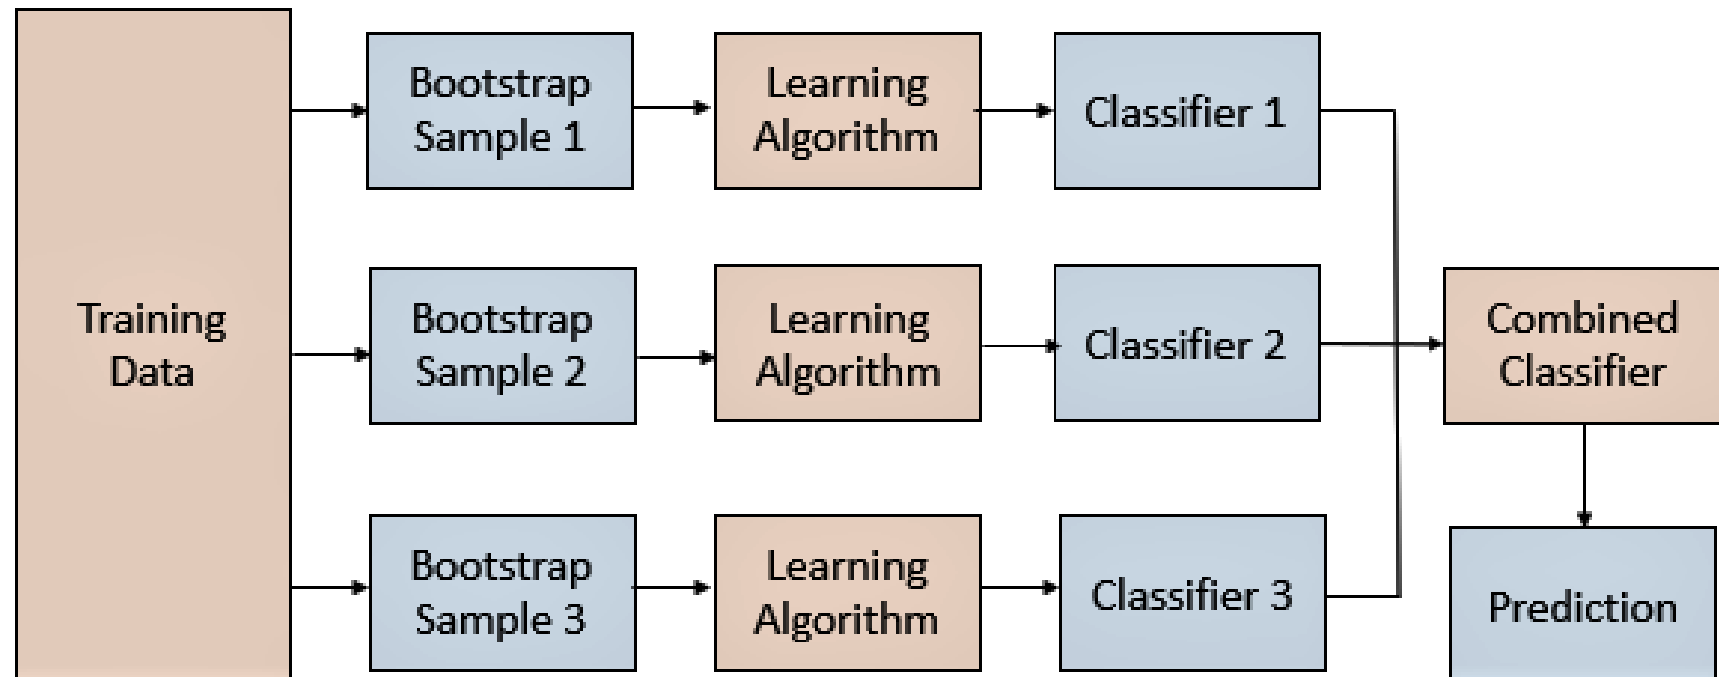 Training
Data
Bootstrap
Sample 1
Learning
Algorithm
Classifier 1
Bootstrap
Sample 2
Learning
Algorithm
Classifier 2
Bootstrap
Sample 3
Learning
Algorithm
Classifier 3
Combined
Classifier
Prediction